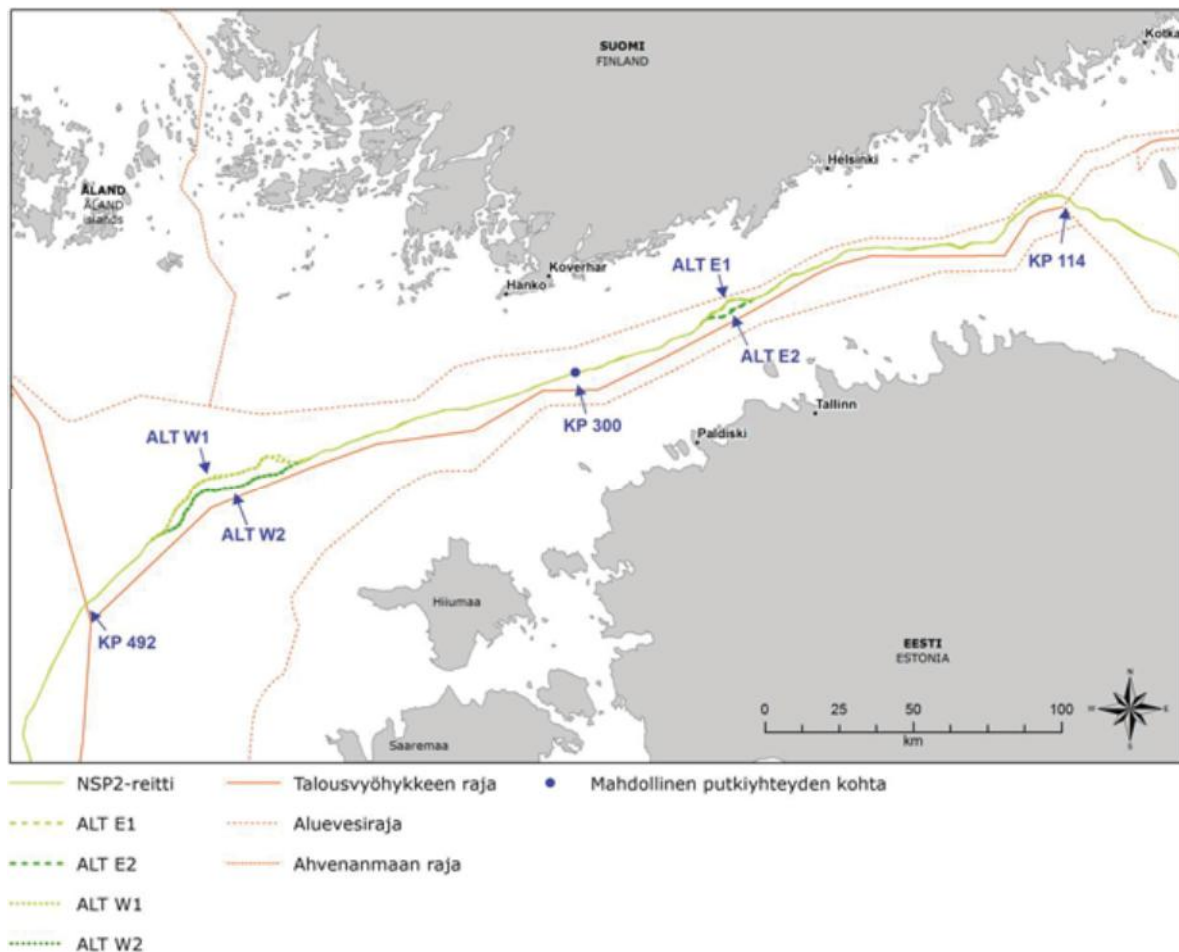 SUOMI
FINLAND
Kotka
Helsinki
ÅLAND
ÅLAND
islands
KP 114
ALT E1
Koverhar
Hanko
ALT E2
Tallinn
KP 300
Paldiski
ALT W1
ALT W2
Hiiumaa
KP 492
EESTI
ESTONIA
N
W
E
S
0 25 50 100
km
Saaremaa
NSP2-reitti
Talousvyöhykkeen raja
Mahdollinen putkiyhteyden kohta
ALT E1
Aluevesiraja
ALT E2
Ahvenanmaan raja
ALT W1
ALT W2